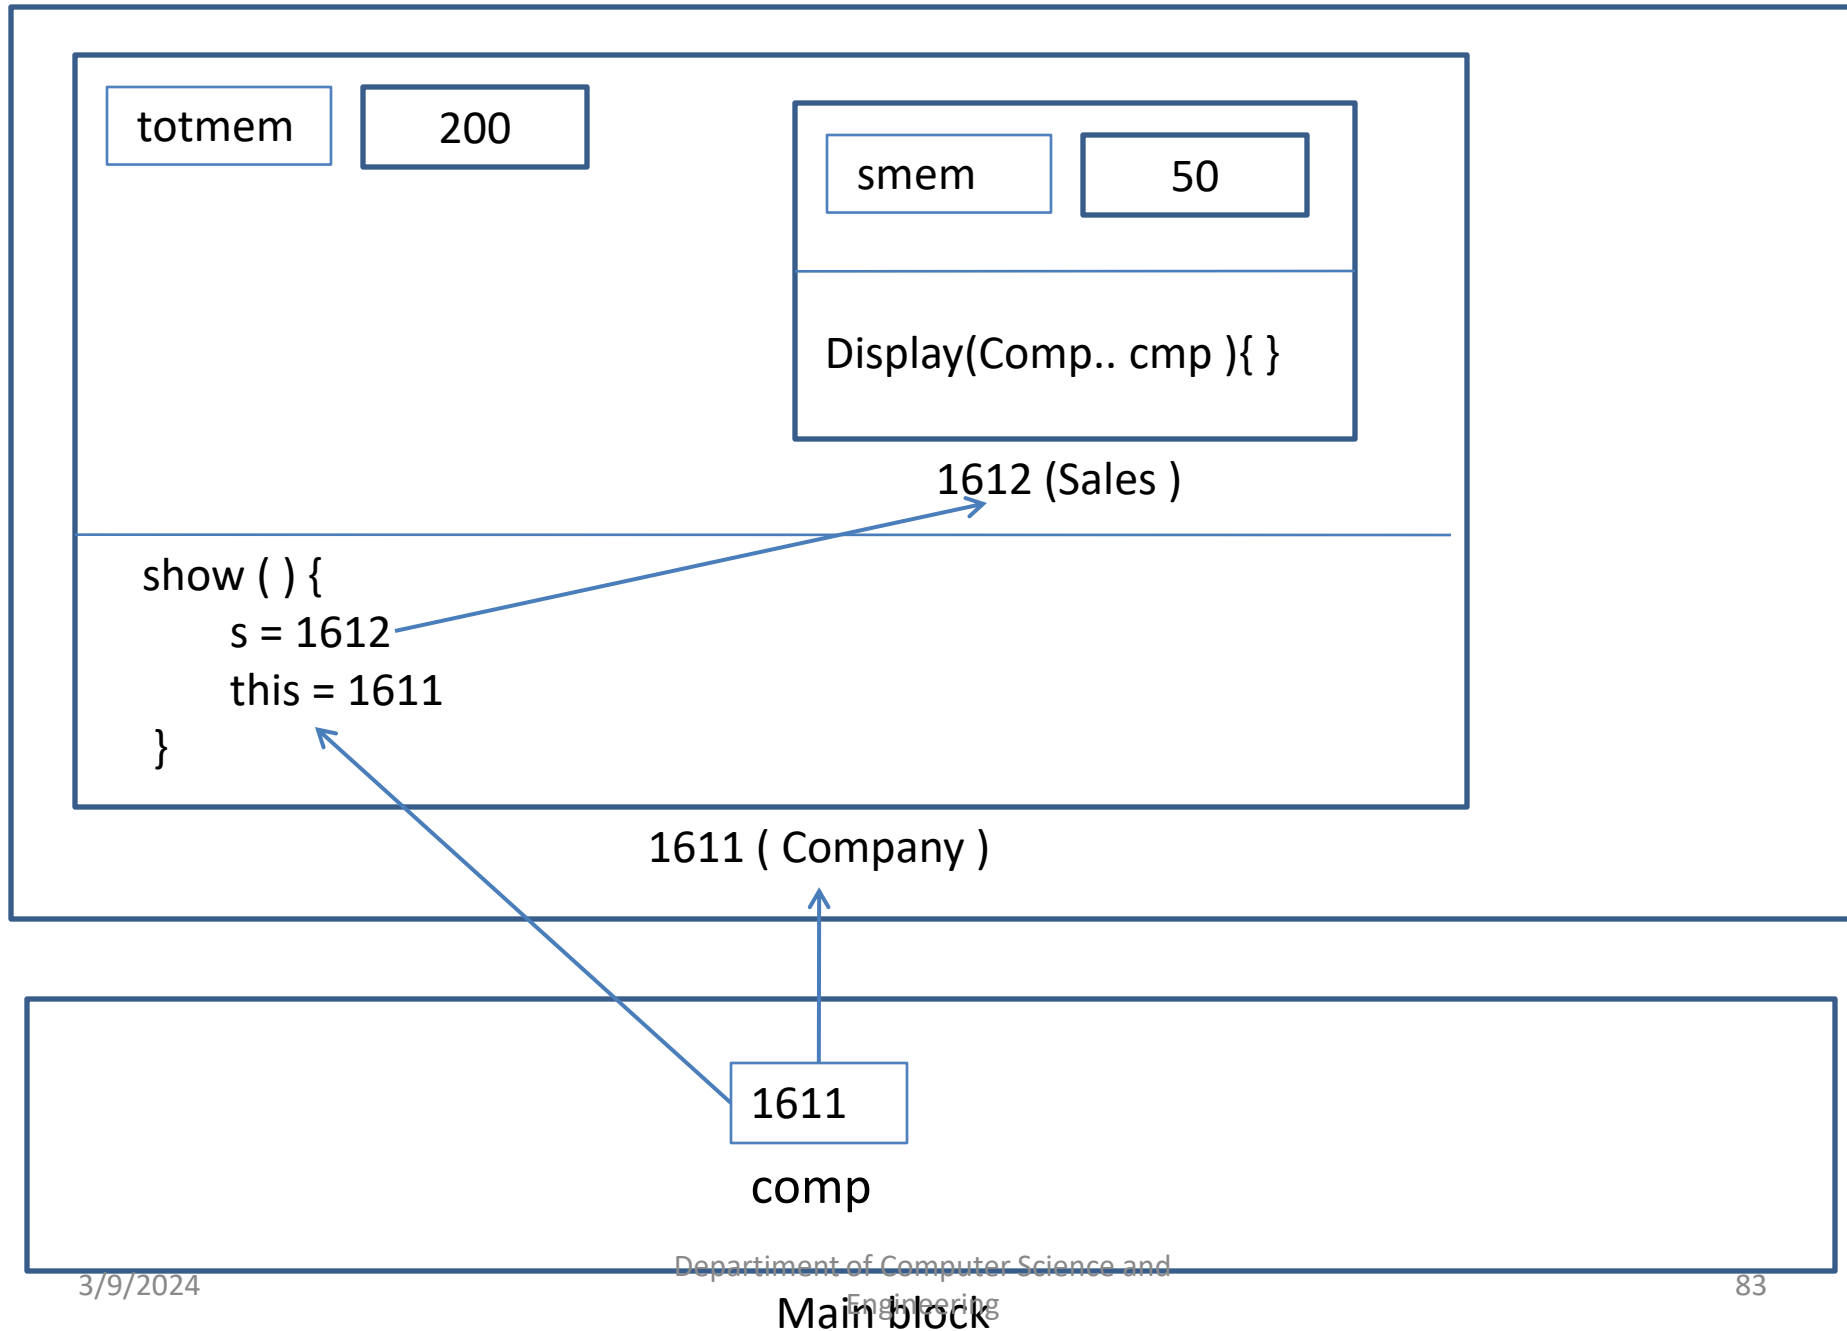 totmem
200
smem
50
Display(Comp.. cmp ){ }
1612 (Sales )
show ( ) {
s = 1612
this = 1611
}
1611 ( Company )
1611
comp
3/9/2024
Departiment of Computer Science and
Engineering
83
Main block